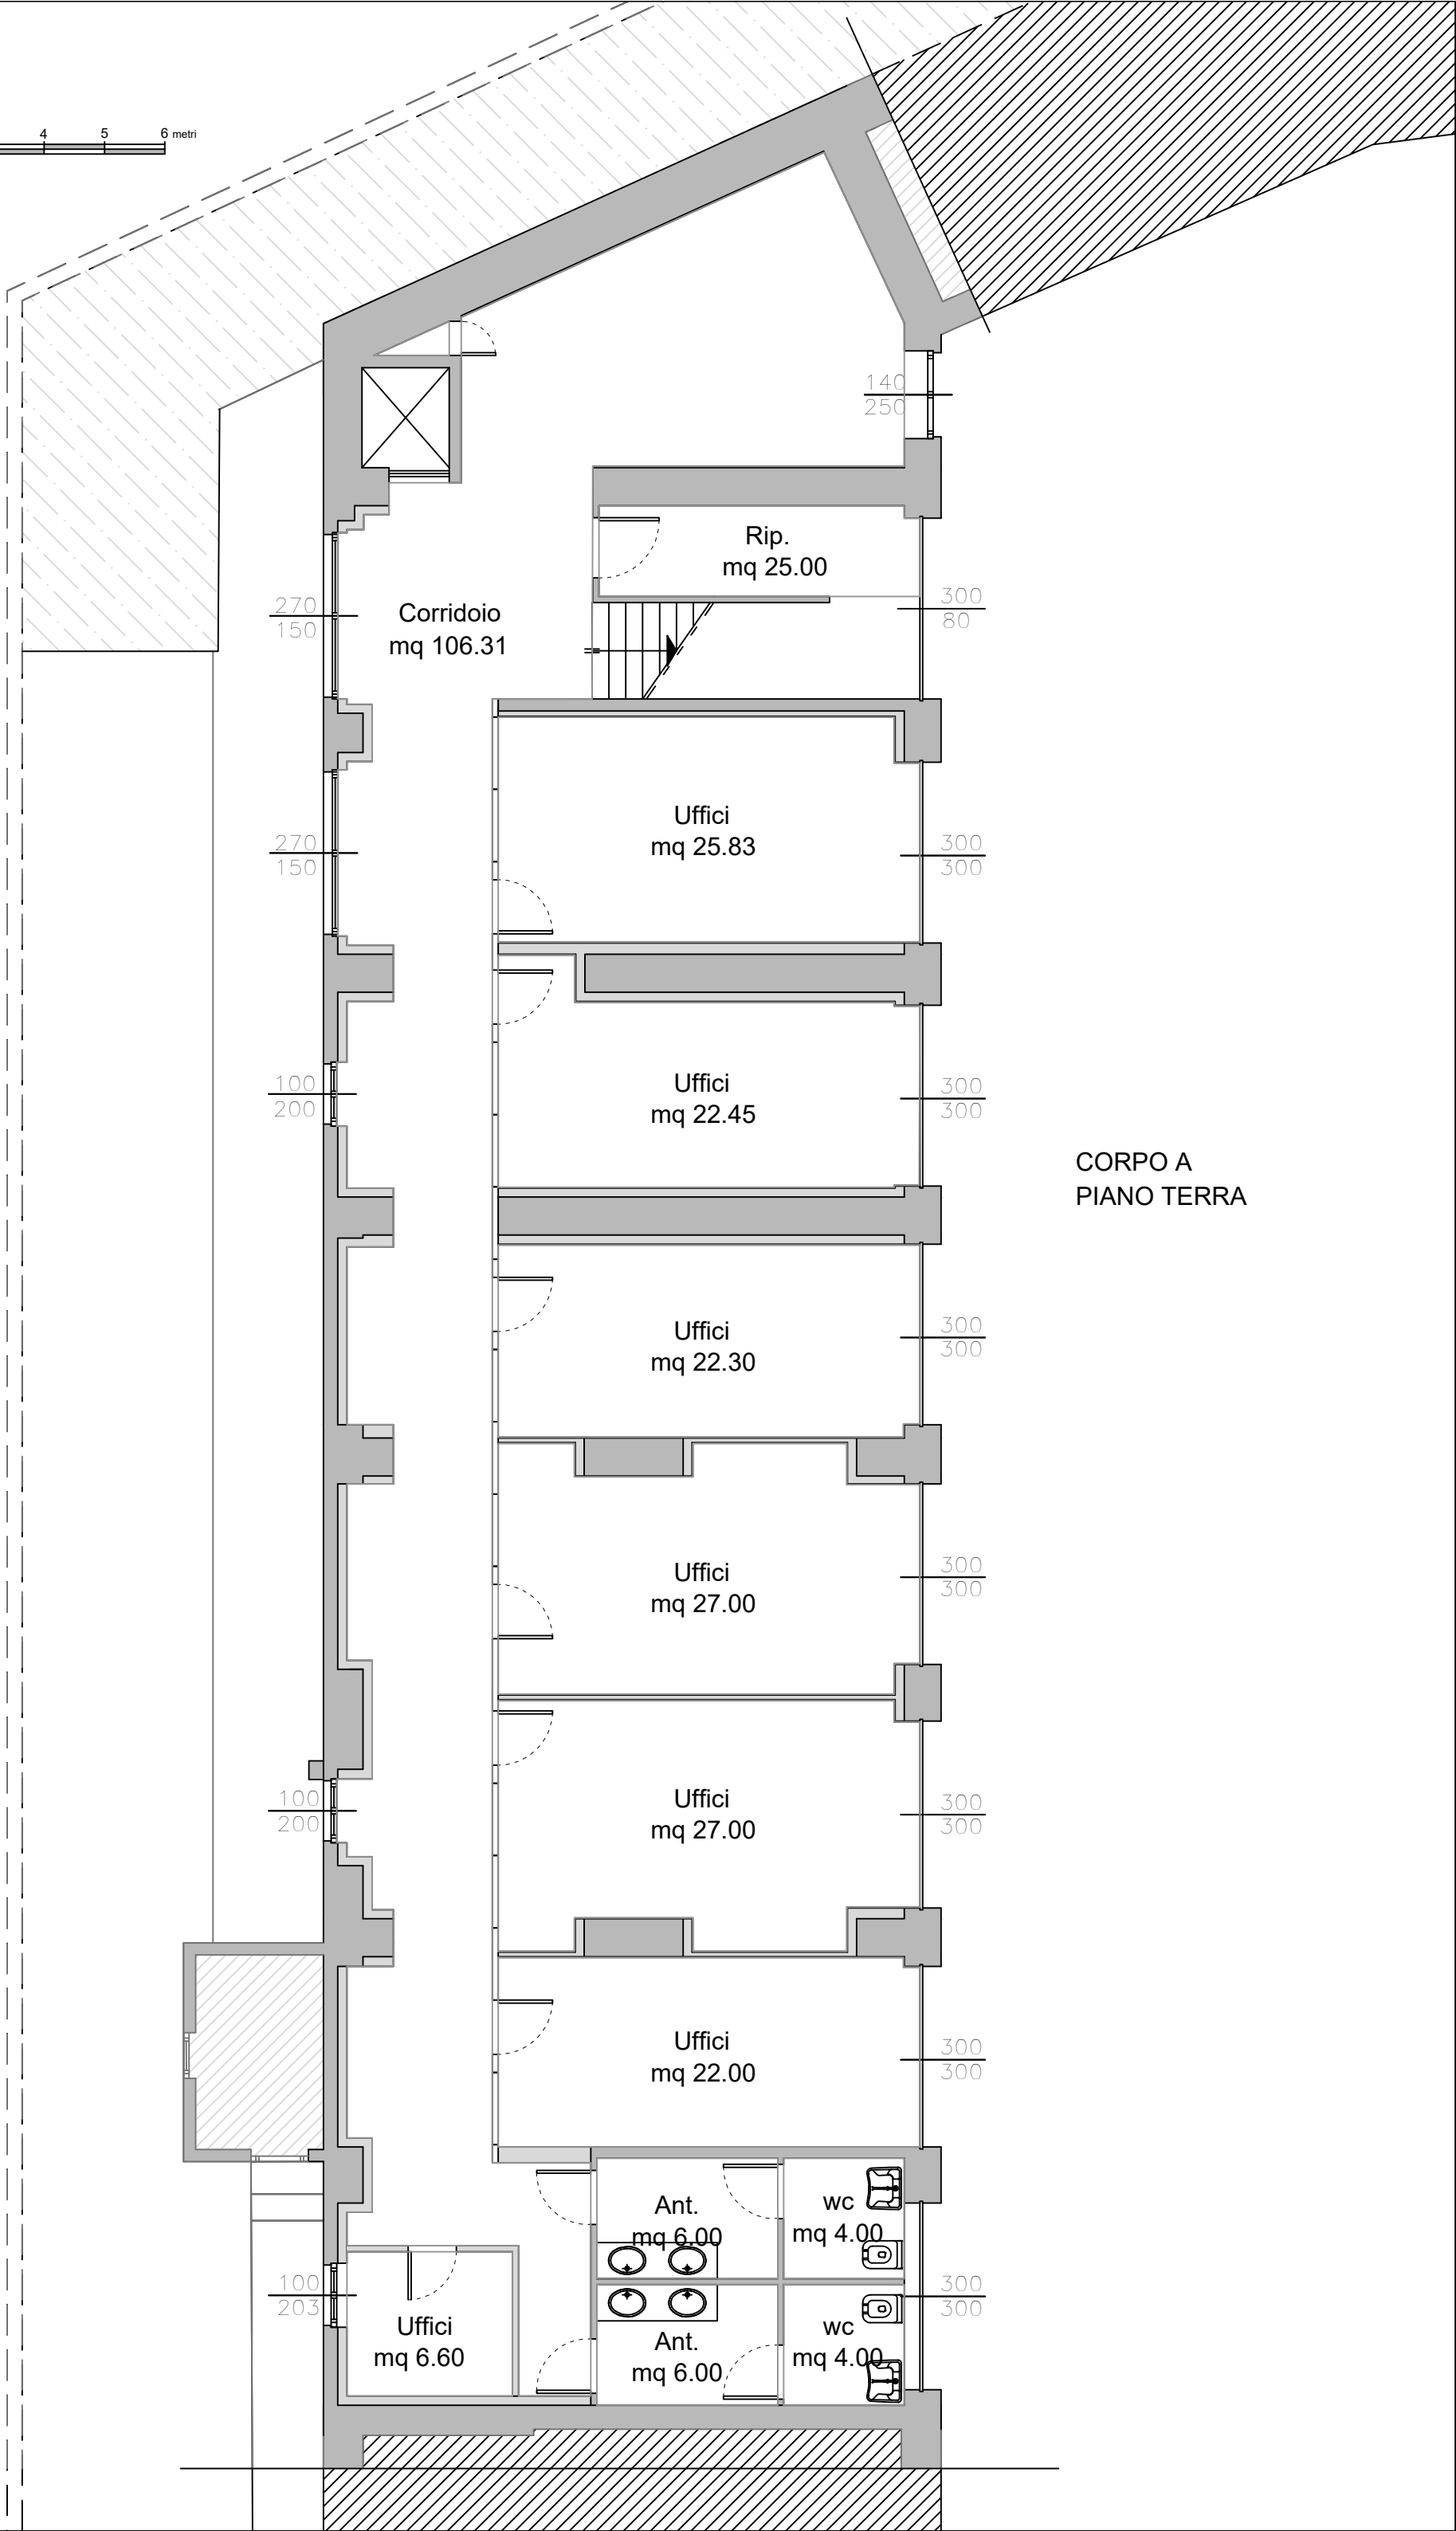 4 5 6 metri
140
250
Rip.
mq 25.00
270
150
Corridoio
mq 106.31
300
80
Uffici
mq 25.83
270
150
300
300
Uffici
mq 22.45
100
200
300
300
CORPO A
PIANO TERRA
Uffici
mq 22.30
300
300
Uffici
mq 27.00
300
300
Uffici
mq 27.00
100
200
300
300
Uffici
mq 22.00
300
300
Ant.
mq 6.00
wc
mq 4.00
100
203
Uffici
mq 6.60
Ant.
mq 6.00
wc
mq 4.00
300
300